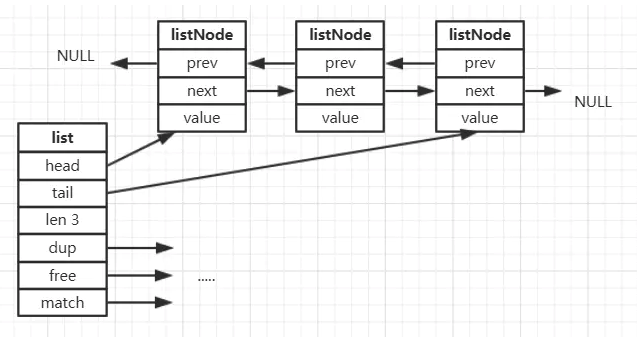 listNode listNode listNode
NULL prev prev prev
next next next NULL
value value value
list
head
tail
len 3
dup
free .....
match